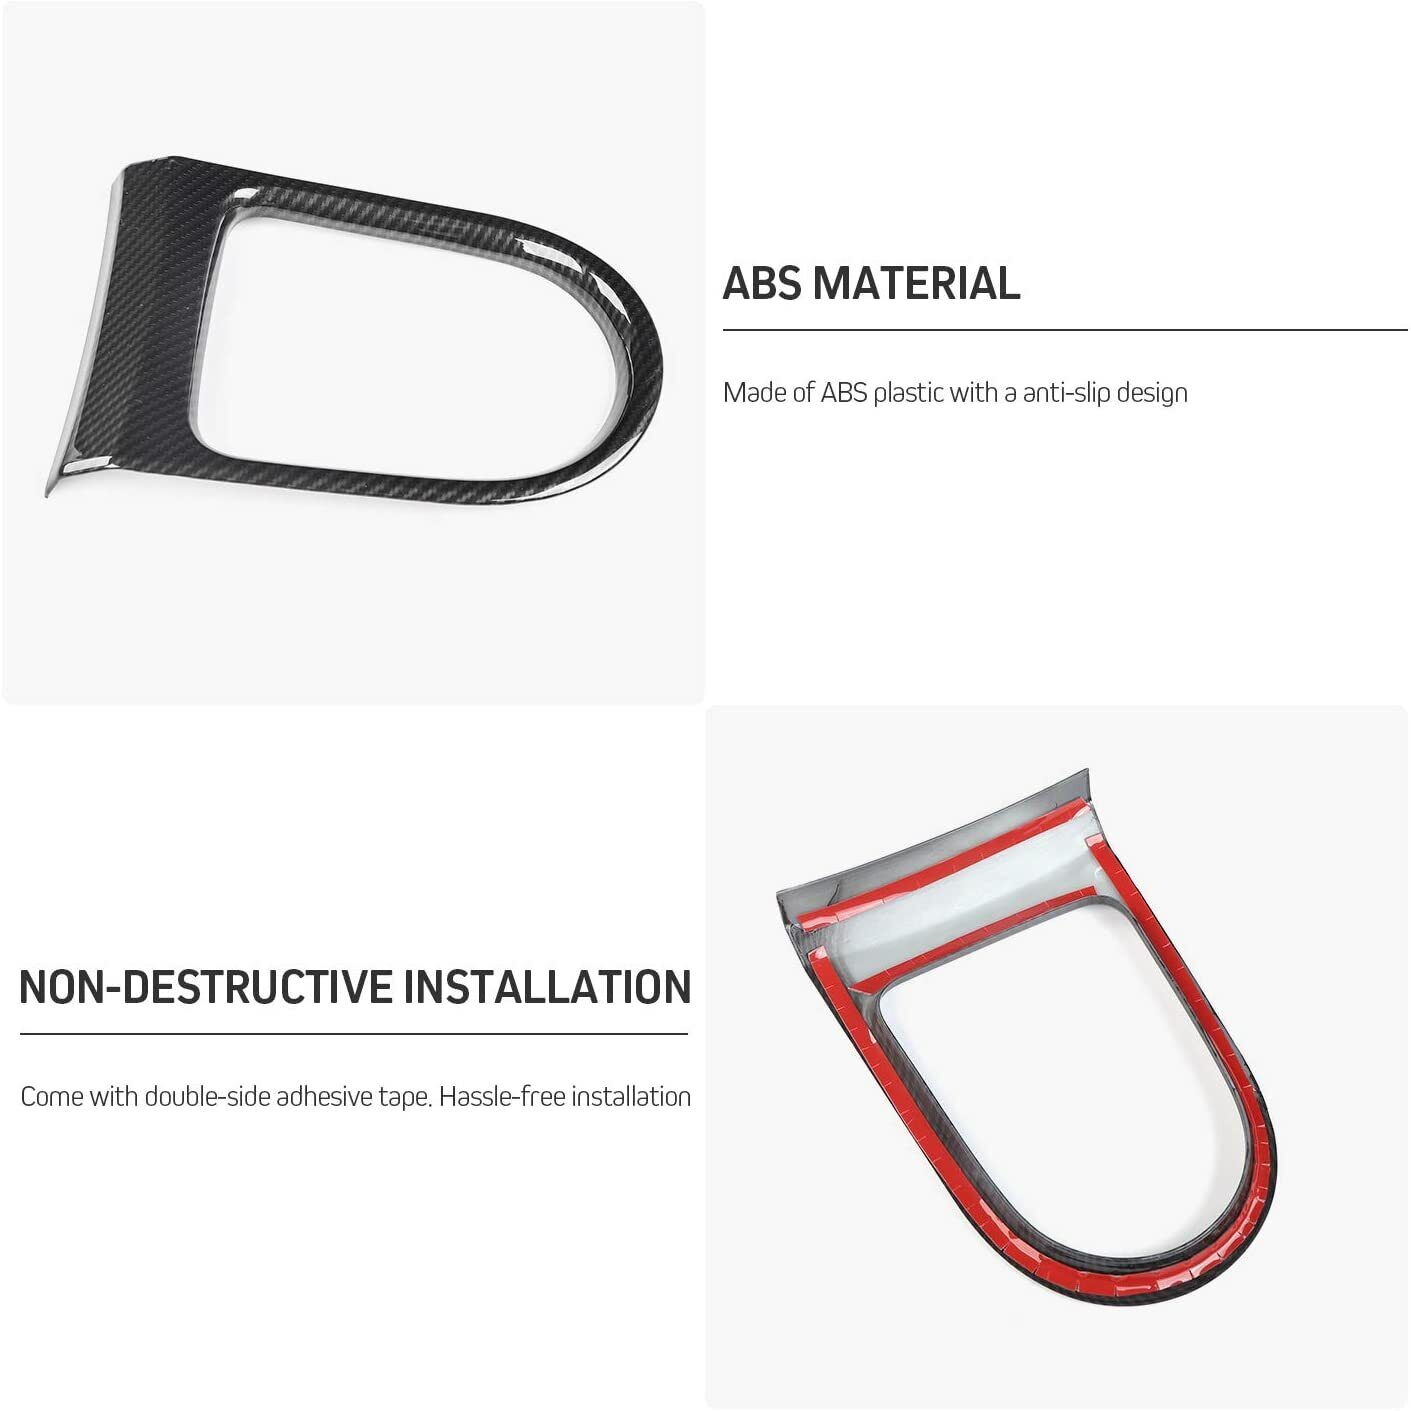 ABS MATERIAL
Made of ABS plastic with a anti-slip design
NON-DESTRUCTIVE INSTALLATION
Come with double-side adhesive tape. Hassle-free installation